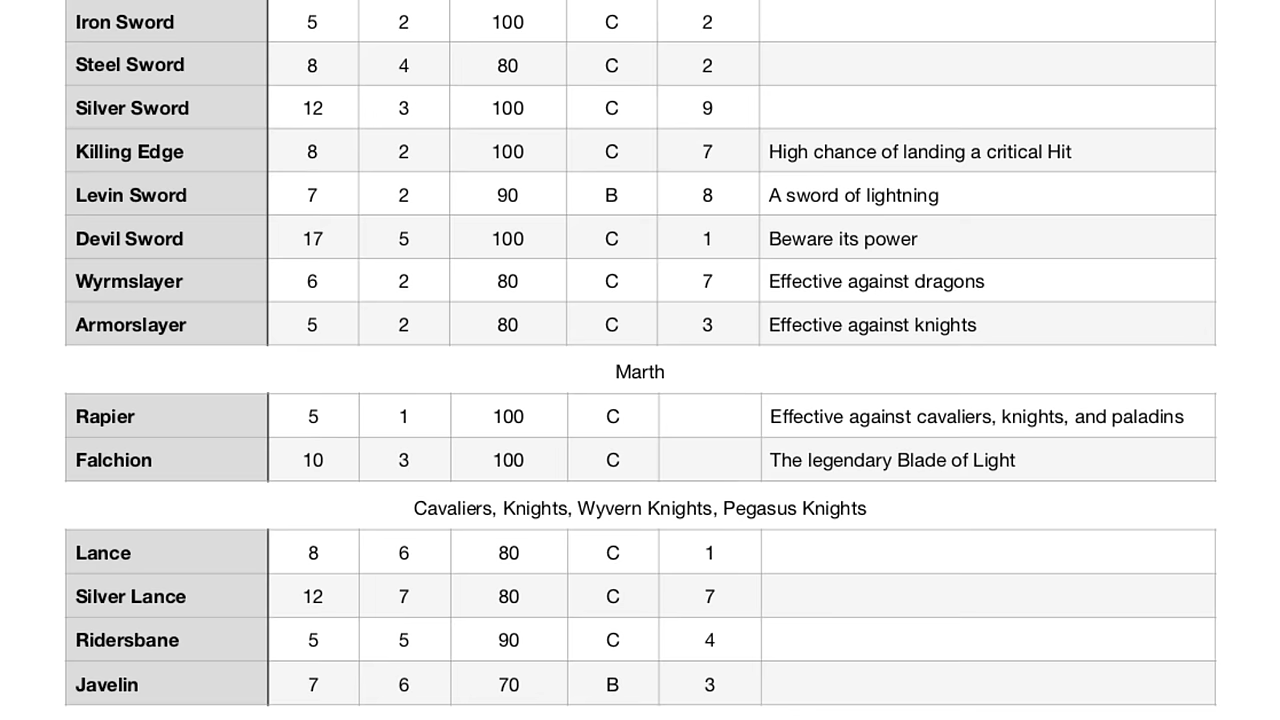 Iron Sword 5 2 100 C 2
Steel Sword 8 4 80 C 2
Silver Sword 12 3 100 C 9
Killing Edge 8 2 100 C 7 High chance of landing a critical Hit
Levin Sword 7 2 90 B 8 A sword of lightning
Devil Sword 17 5 100 C 1 Beware its power
Wyrmslayer 6 2 80 C 7 Effective against dragons
Armorslayer 5 2 80 C 3 Effective against knights
Marth
Rapier 5 1 100 C Effective against cavaliers, knights, and paladins
Falchion 10 3 100 C The legendary Blade of Light
Cavaliers, Knights, Wyvern Knights, Pegasus Knights
Lance 8 6 80 C 1
Silver Lance 12 7 80 C 7
Ridersbane 5 5 90 C 4
Javelin 7 6 70 B 3